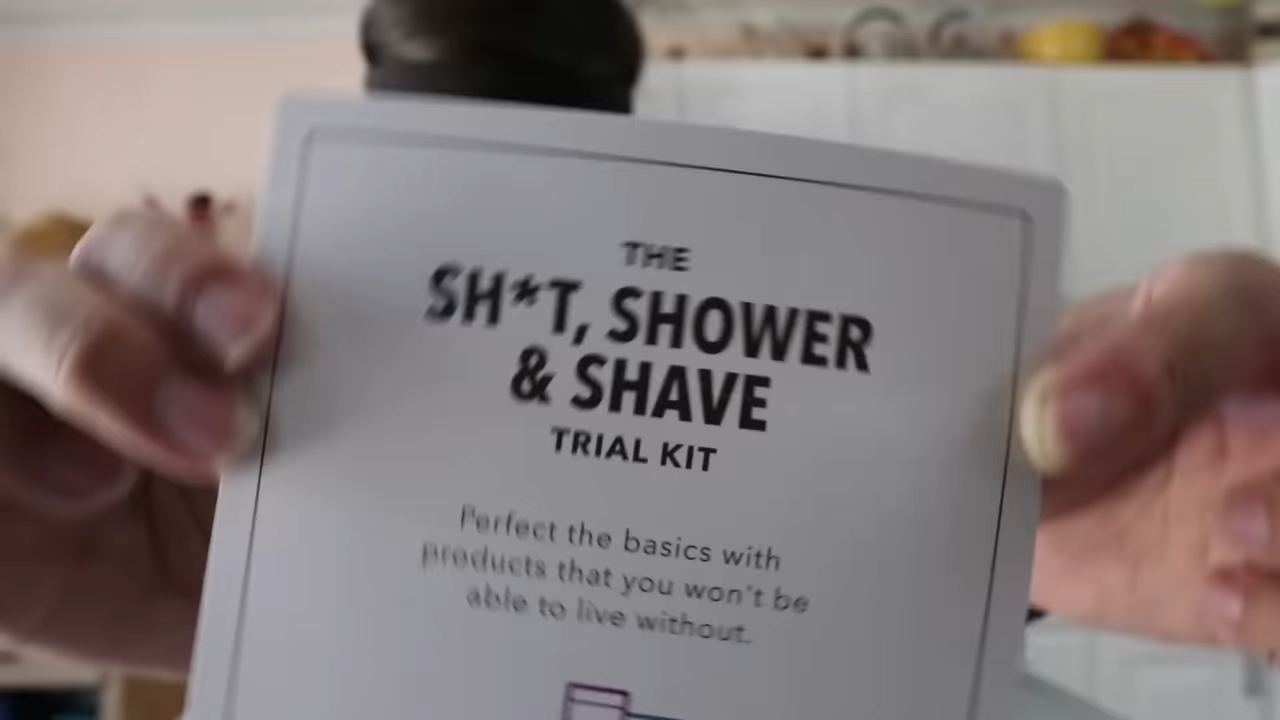 THE
SH*T, SHOWER
& SHAVE
TRIAL KIT
Perfect the basics with
products that you won't be
able to live without.